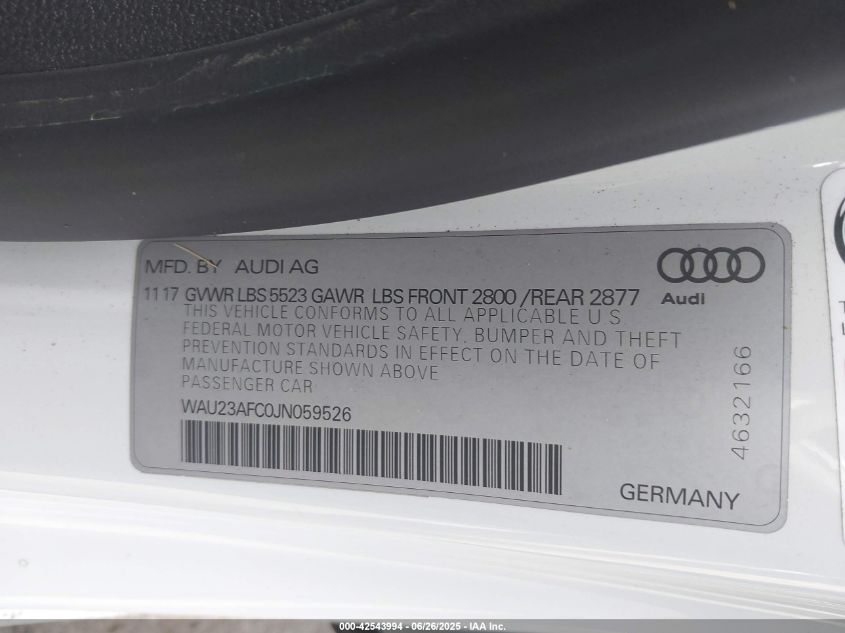 MFD. BY AUDI AG
Audi
11 17 GVWR LBS 5523 GAWR LBS FRONT 2800 /REAR 2877
THIS VEHICLE CONFORMS TO ALL APPLICABLE U S
FEDERAL MOTOR VEHICLE SAFETY, BUMPER AND THEFT
PREVENTION STANDARDS IN EFFECT ON THE DATE OF
MANUFACTURE SHOWN ABOVE
PASSENGER CAR
WAU23AFC0JN059526
4632166
GERMANY
000-42543994 - 06/26/2025 - IAA Inc.